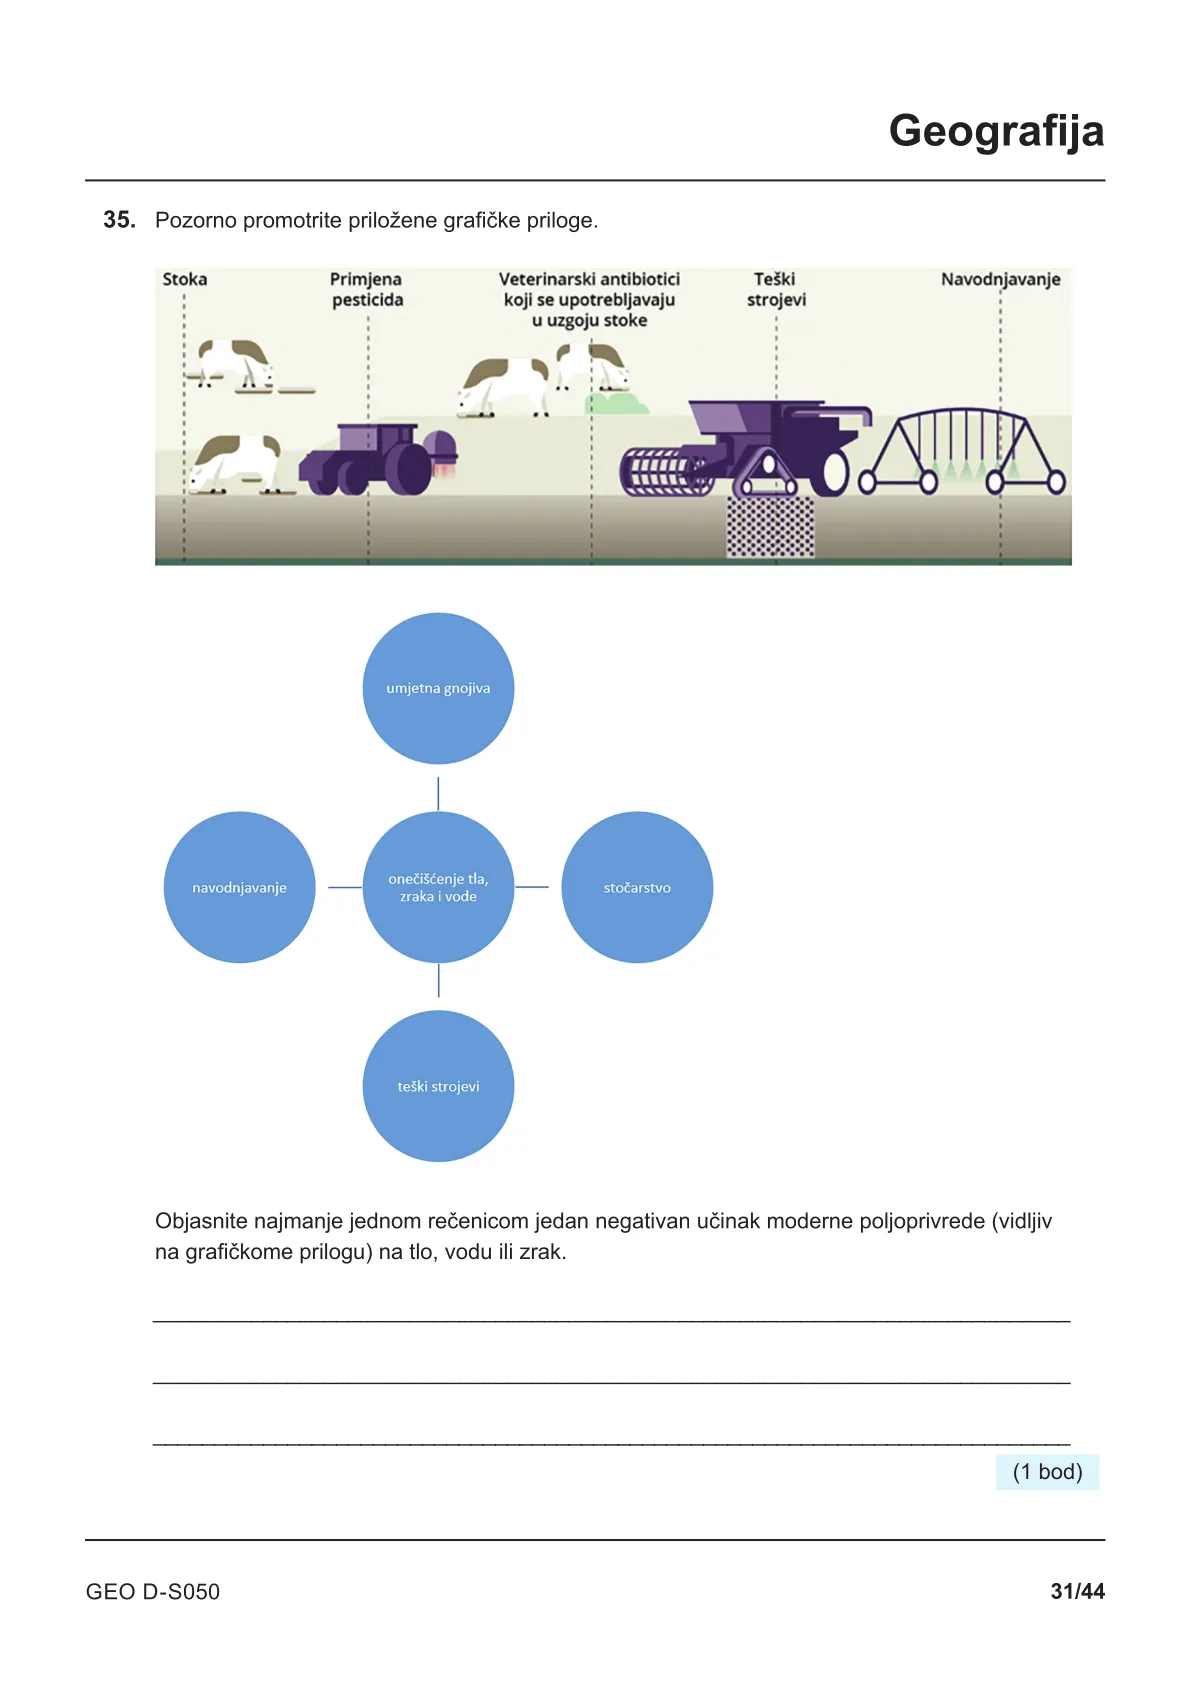 Geografija
35. Pozorno promotrite priložene grafičke priloge.
Stoka
Primjena
pesticida
Veterinarski antibiotici
koji se upotrebljavaju
u uzgoju stoke
Teški
strojevi
Navodnjavanje
umjetna gnojiva
navodnjavanje
onečišćenje tla,
zraka i vode
stočarstvo
teški strojevi
Objasnite najmanje jednom rečenicom jedan negativan učinak moderne poljoprivrede (vidljiv
na grafičkome prilogu) na tlo, vodu ili zrak.
(1 bod)
GEO D-S050
31/44